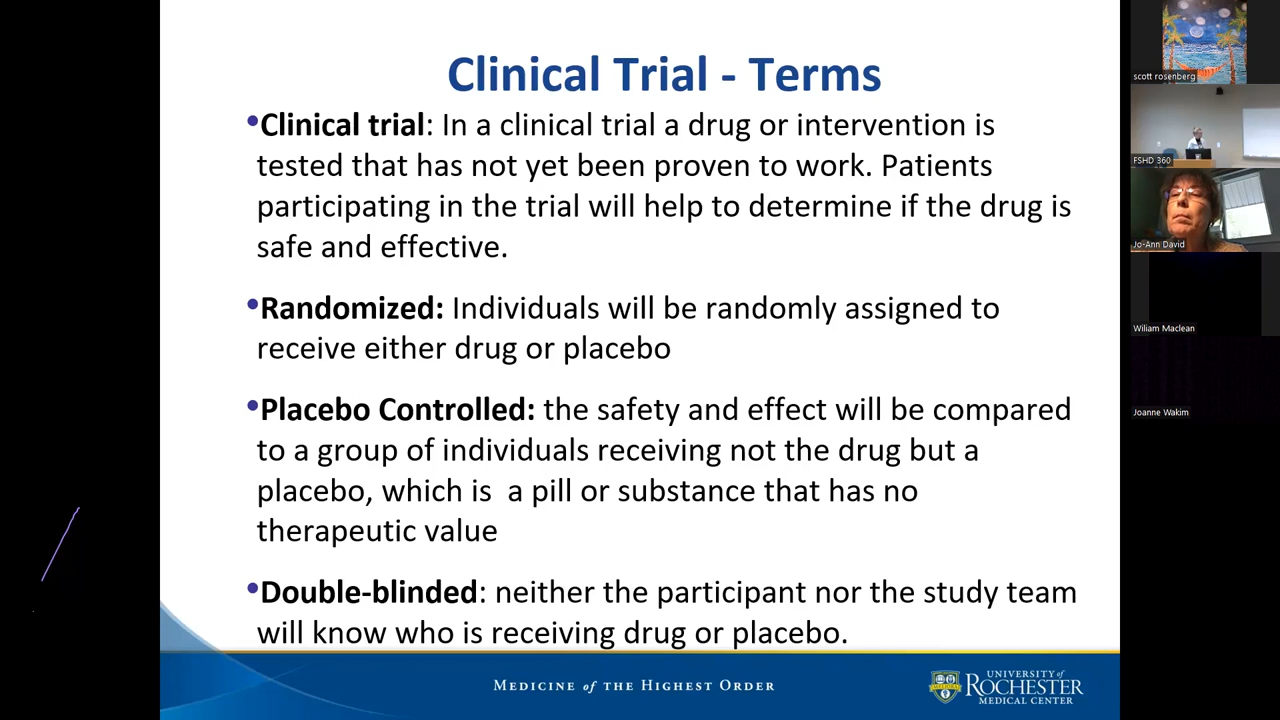 Clinical Trial - Terms
•Clinical trial: In a clinical trial a drug or intervention is
tested that has not yet been proven to work. Patients
participating in the trial will help to determine if the drug is
safe and effective.
•Randomized: Individuals will be randomly assigned to
receive either drug or placebo
•Placebo Controlled: the safety and effect will be compared
to a group of individuals receiving not the drug but a
placebo, which is  a pill or substance that has no
therapeutic value
•Double-blinded: neither the participant nor the study team
will know who is receiving drug or placebo.
MEDICINE of THE HIGHEST ORDER
UNIVERSITY of
ROCHESTER
MEDICAL CENTER
scott rosenberg
FSHD 360
Jo-Ann David
Wiliam Maclean
Joanne Wakim